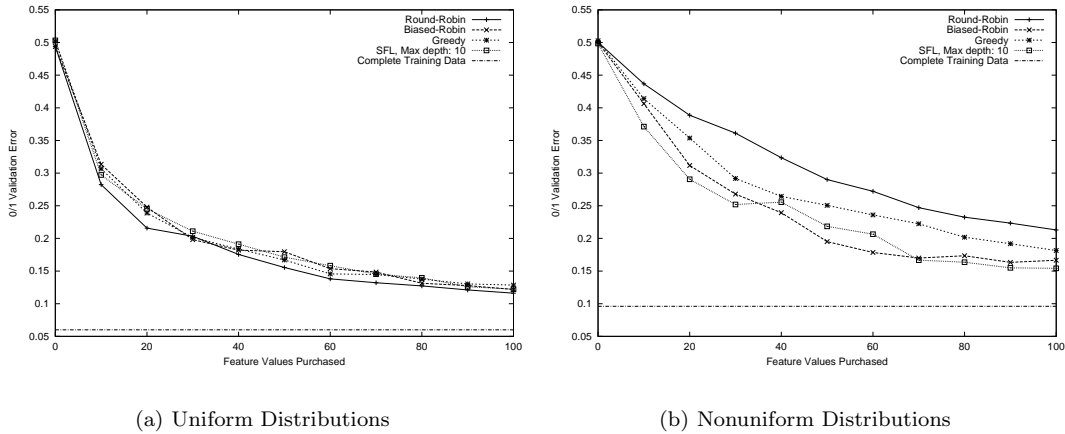 0.55
0.5
0.45
0.4
0.35
0.3
0.25
0.2
0.15
0.1
0.05
0 20 40 60 80 100
0/1 Validation Error
Feature Values Purchased
Round-Robin
Biased-Robin
Greedy
SFL, Max depth: 10
Complete Training Data
(a) Uniform Distributions
0.55
0.5
0.45
0.4
0.35
0.3
0.25
0.2
0.15
0.1
0.05
0 20 40 60 80 100
0/1 Validation Error
Feature Values Purchased
Round-Robin
Biased-Robin
Greedy
SFL, Max depth: 10
Complete Training Data
(b) Nonuniform Distributions